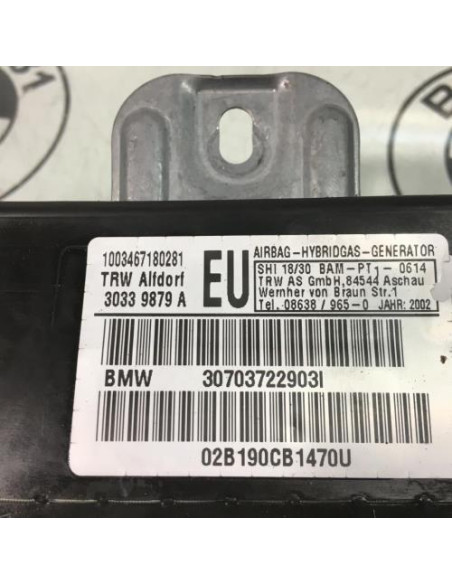 1003467180281
TRW Alfdorf
3033 9879 A
EU
AIRBAG-HYBRIDGAS-GENERATOR
SHI 18/30 BAM-PT1-0614
TRW AS GmbH,84544 Aschau
Wernher von Braun Str.1
Tel. 08638/965-0 JAHR: 2002
BMW 30703722903I
02B190CB1470U